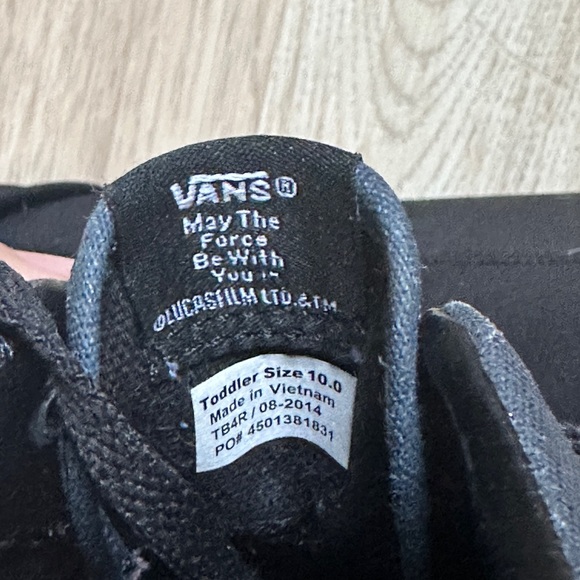 VANS®
May The
Force
Be With
You
©LUCASFILM LTD.&TM
Toddler Size 10.0
Made in Vietnam
TB4R / 08-2014
PO# 4501381831